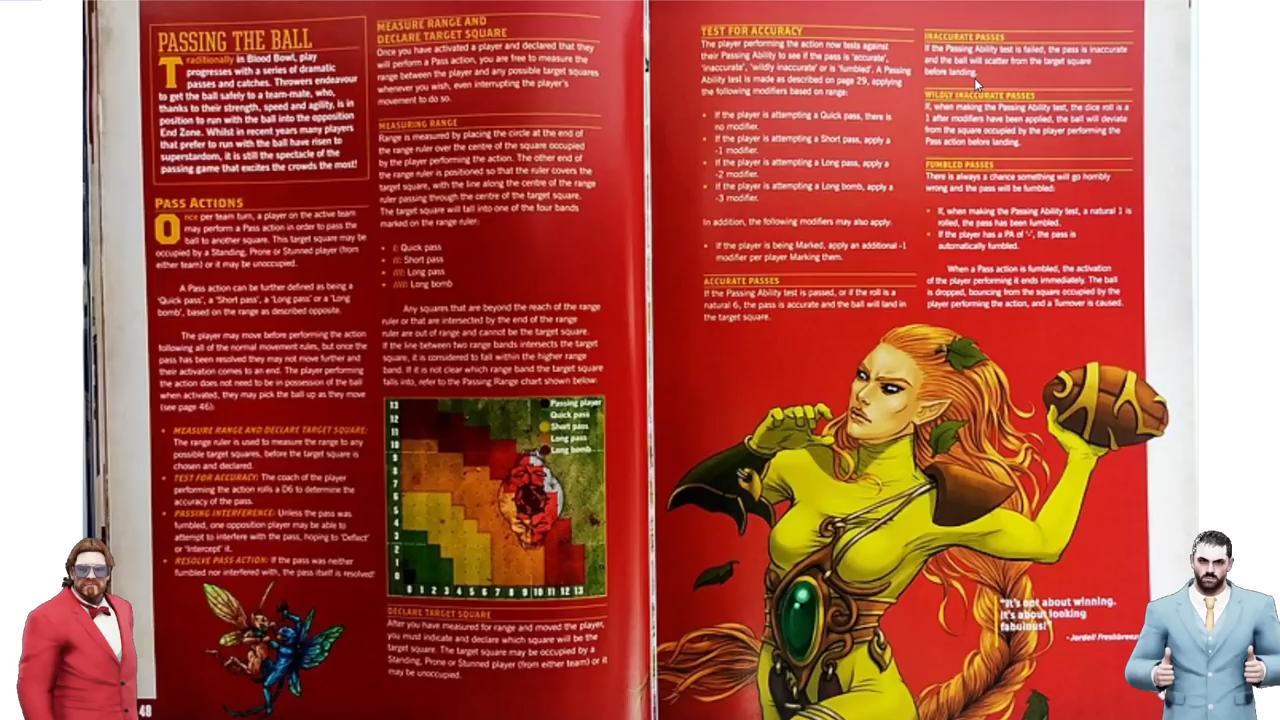 PASSING THE BALL
Traditionally in Blood Bowl, play
progresses with a series of dramatic
passes and catches. Throwers endeavour
to get the ball safely to a team-mate, who,
thanks to their strength, speed and agility, is in
position to run with the ball into the opposition
End Zone. Whilst in recent years many players
that prefer to run with the ball have risen to
superstardom, it is still the spectacle of the
passing game that excites the crowds the most!
PASS ACTIONS
Once per team turn, a player on the active team
may perform a Pass action in order to pass the
ball to another square. This target square may be
occupied by a Standing, Prone or Stunned player (from
either team) or it may be unoccupied.
A Pass action can be further defined as being a
'Quick pass', a 'Short pass', a 'Long pass' or a 'Long
bomb', based on the range as described opposite.
The player may move before performing the action
following all of the normal movement rules, but once the
pass has been resolved they may not move further and
their activation comes to an end. The player performing
the action does not need to be in possession of the ball
when activated, they may pick the ball up as they move
(see page 46):
• MEASURE RANGE AND DECLARE TARGET SQUARE:
The range ruler is used to measure the range to any
possible target squares, before the target square is
chosen and declared.
• TEST FOR ACCURACY: The coach of the player
performing the action rolls a D6 to determine the
accuracy of the pass.
• PASSING INTERFERENCE: Unless the pass was
fumbled, one opposition player may be able to
attempt to interfere with the pass, hoping to 'Deflect'
or 'Intercept' it.
• RESOLVE PASS ACTION: If the pass was neither
fumbled nor interfered with, the pass itself is resolved!
48
MEASURE RANGE AND
DECLARE TARGET SQUARE
Once you have activated a player and declared that they
will perform a Pass action, you are free to measure the
range between the player and any possible target squares
whenever you wish, even interrupting the player's
movement to do so.
MEASURING RANGE
Range is measured by placing the circle at the end of
the range ruler over the centre of the square occupied
by the player performing the action. The other end of
the range ruler is positioned so that the ruler covers the
target square, with the line along the centre of the range
ruler passing through the centre of the target square.
The target square will fall into one of the four bands
marked on the range ruler:
• /: Quick pass
• //: Short pass
• ///: Long pass
• ////: Long bomb
Any squares that are beyond the reach of the range
ruler or that are intersected by the end of the range
ruler are out of range and cannot be the target square.
If the line between two range bands intersects the target
square, it is considered to fall within the higher range
band. If it is not clear which range band the target square
falls into, refer to the Passing Range chart shown below:
13
12
11
10
9
8
7
6
5
4
3
2
1
0
Passing player
Quick pass
Short pass
Long pass
Long bomb
0 1 2 3 4 5 6 7 8 9 10 11 12 13
DECLARE TARGET SQUARE
After you have measured for range and moved the player,
you must indicate and declare which square will be the
target square. The target square may be occupied by a
Standing, Prone or Stunned player (from either team) or it
may be unoccupied.
TEST FOR ACCURACY
The player performing the action now tests against
their Passing Ability to see if the pass is 'accurate',
'inaccurate', 'wildly inaccurate' or is 'fumbled'. A Passing
Ability test is made as described on page 29, applying
the following modifiers based on range:
• If the player is attempting a Quick pass, there is
no modifier.
• If the player is attempting a Short pass, apply a
-1 modifier.
• If the player is attempting a Long pass, apply a
-2 modifier.
• If the player is attempting a Long bomb, apply a
-3 modifier.
In addition, the following modifiers may also apply:
• If the player is being Marked, apply an additional -1
modifier per player Marking them.
ACCURATE PASSES
If the Passing Ability test is passed, or if the roll is a
natural 6, the pass is accurate and the ball will land in
the target square.
INACCURATE PASSES
If the Passing Ability test is failed, the pass is inaccurate
and the ball will scatter from the target square
before landing.
WILDLY INACCURATE PASSES
If, when making the Passing Ability test, the dice roll is a
1 after modifiers have been applied, the ball will deviate
from the square occupied by the player performing the
Pass action before landing.
FUMBLED PASSES
There is always a chance something will go horribly
wrong and the pass will be fumbled:
• If, when making the Passing Ability test, a natural 1 is
rolled, the pass has been fumbled.
• If the player has a PA of '-', the pass is
automatically fumbled.
When a Pass action is fumbled, the activation
of the player performing it ends immediately. The ball
is dropped, bouncing from the square occupied by the
player performing the action, and a Turnover is caused.
"It's not about winning.
It's about looking
fabulous!"
- Jordell Freshbreeze